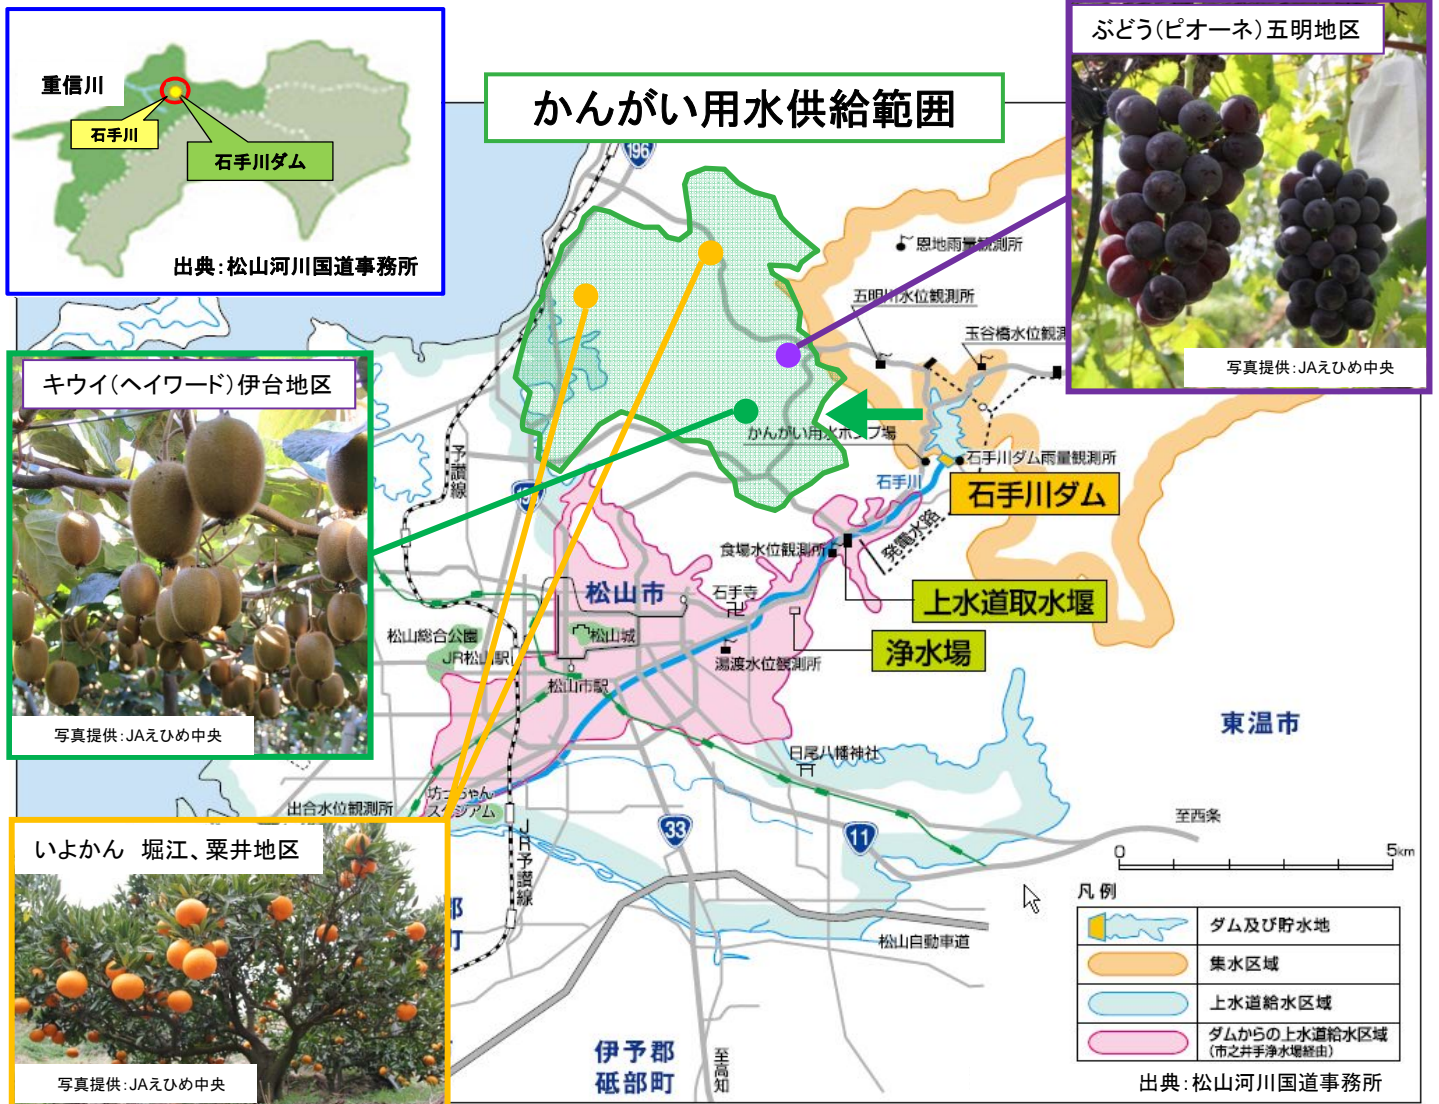 重信川
石手川
石手川ダム
出典：松山河川国道事務所
かんがい用水供給範囲
ぶどう（ピオーネ）五明地区
写真提供：JAえひめ中央
キウイ（ヘイワード）伊台地区
写真提供：JAえひめ中央
いよかん　堀江、粟井地区
写真提供：JAえひめ中央
196
恩地雨量観測所
五明川水位観測所
玉谷橋水位観測
かんがい用水ポンプ場
石手川ダム雨量観測所
石手川
石手川ダム
発電水路
予讃線
食場水位観測所
上水道取水堰
浄水場
松山市
石手寺
松山総合公園
松山城
JR松山駅
湯渡水位観測所
松山市駅
東温市
日尾八幡神社
出合水位観測所
坊っちゃん
スタジアム
JR予讃線
33
11
至西条
松山自動車道
伊予郡
砥部町
至高知
0
5km
凡例
ダム及び貯水地
集水区域
上水道給水区域
ダムからの上水道給水区域
（市之井手浄水場経由）
出典：松山河川国道事務所